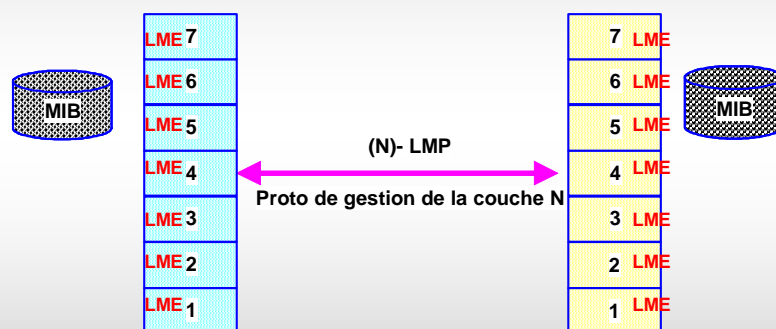 LME 7
LME 6
LME 5
LME 4
LME 3
LME 2
LME 1
MIB
(N)- LMP
Proto de gestion de la couche N
7 LME
6 LME
5 LME
4 LME
3 LME
2 LME
1 LME
MIB